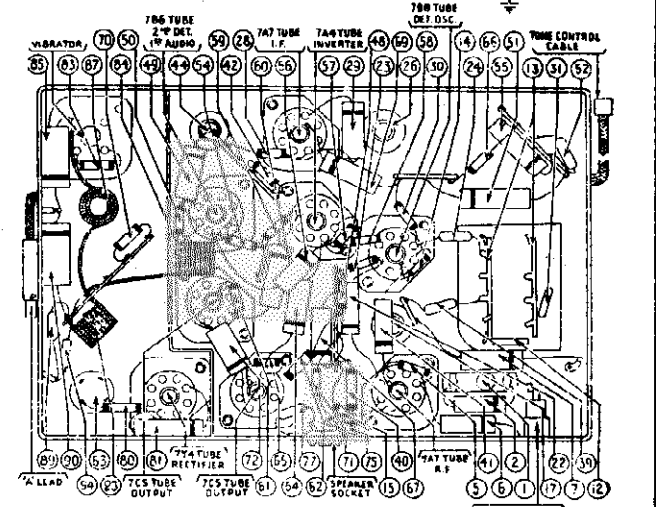 7B6 TUBE
2ND DET.
1ST AUDIO
7A7 TUBE
I.F.
7A4 TUBE
INVERTER
7B8 TUBE
DET. OSC.
TONE CONTROL
CABLE
VIBRATOR
70 50 59 28 48 69 58 14 66 51
85 83 87 84 49 44 54 42 60 56 57 29 23 26 30 24 55 13 31 52
89 90 63 80 81 7Y4 TUBE RECTIFIER 72 65 77 71 75 40 7A7 TUBE R.F. 41 2 22 39
"A" LEAD 94 23 7C5 TUBE OUTPUT 7C5 TUBE OUTPUT 61 64 62 SPEAKER SOCKET 15 67 5 6 1 17 7 12